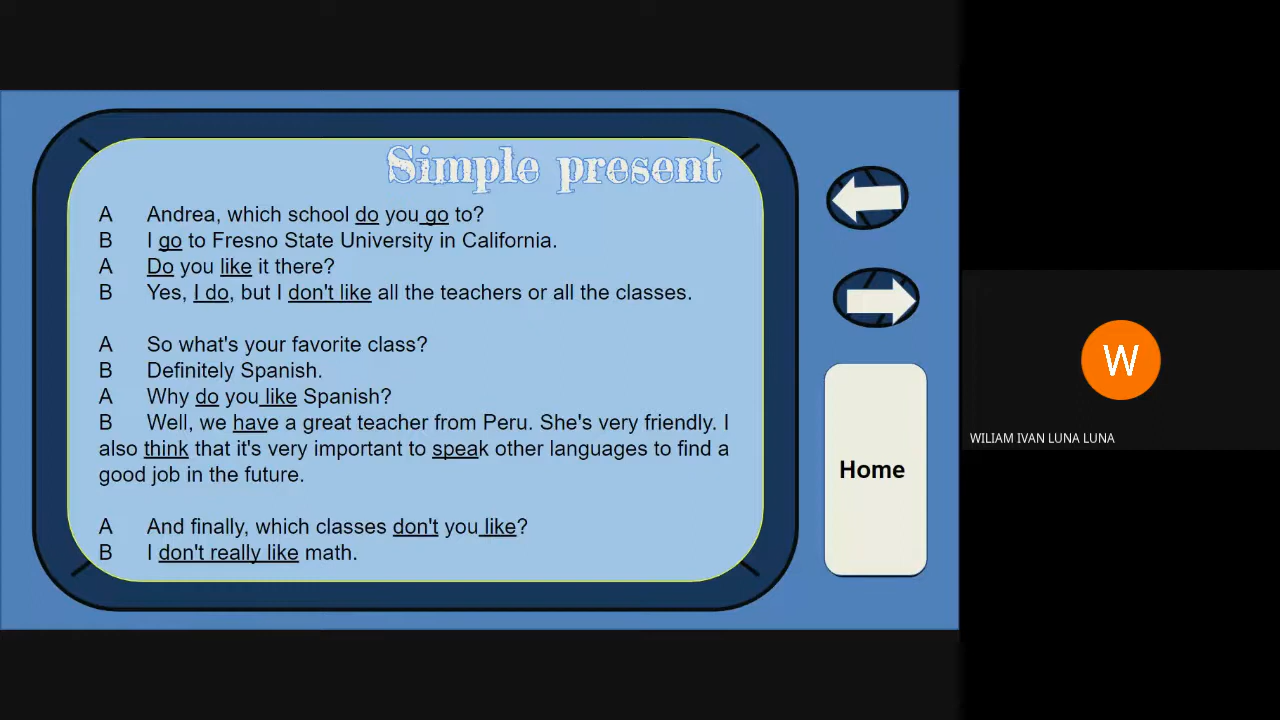 Simple present
A Andrea, which school do you go to?
B I go to Fresno State University in California.
A Do you like it there?
B Yes, I do, but I don't like all the teachers or all the classes.
A So what's your favorite class?
B Definitely Spanish.
A Why do you like Spanish?
B Well, we have a great teacher from Peru. She's very friendly. I
also think that it's very important to speak other languages to find a
good job in the future.
A And finally, which classes don't you like?
B I don't really like math.
Home
W
WILIAM IVAN LUNA LUNA